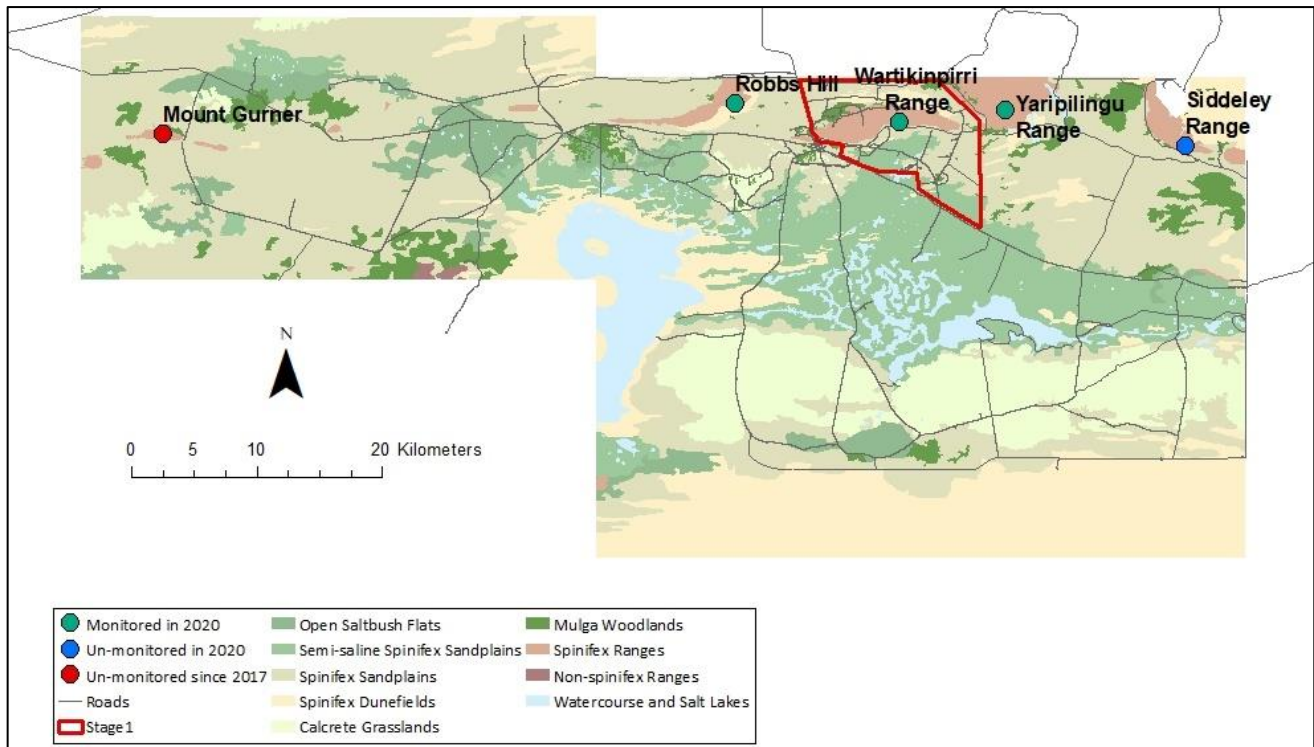 Mount Gurner
Robbs Hill
Wartikinpirri
Range
Yaripilingu
Range
Siddeley
Range
N
0 5 10 20 Kilometers
Monitored in 2020
Un-monitored in 2020
Un-monitored since 2017
Roads
Stage1
Open Saltbush Flats
Semi-saline Spinifex Sandplains
Spinifex Sandplains
Spinifex Dunefields
Calcrete Grasslands
Mulga Woodlands
Spinifex Ranges
Non-spinifex Ranges
Watercourse and Salt Lakes